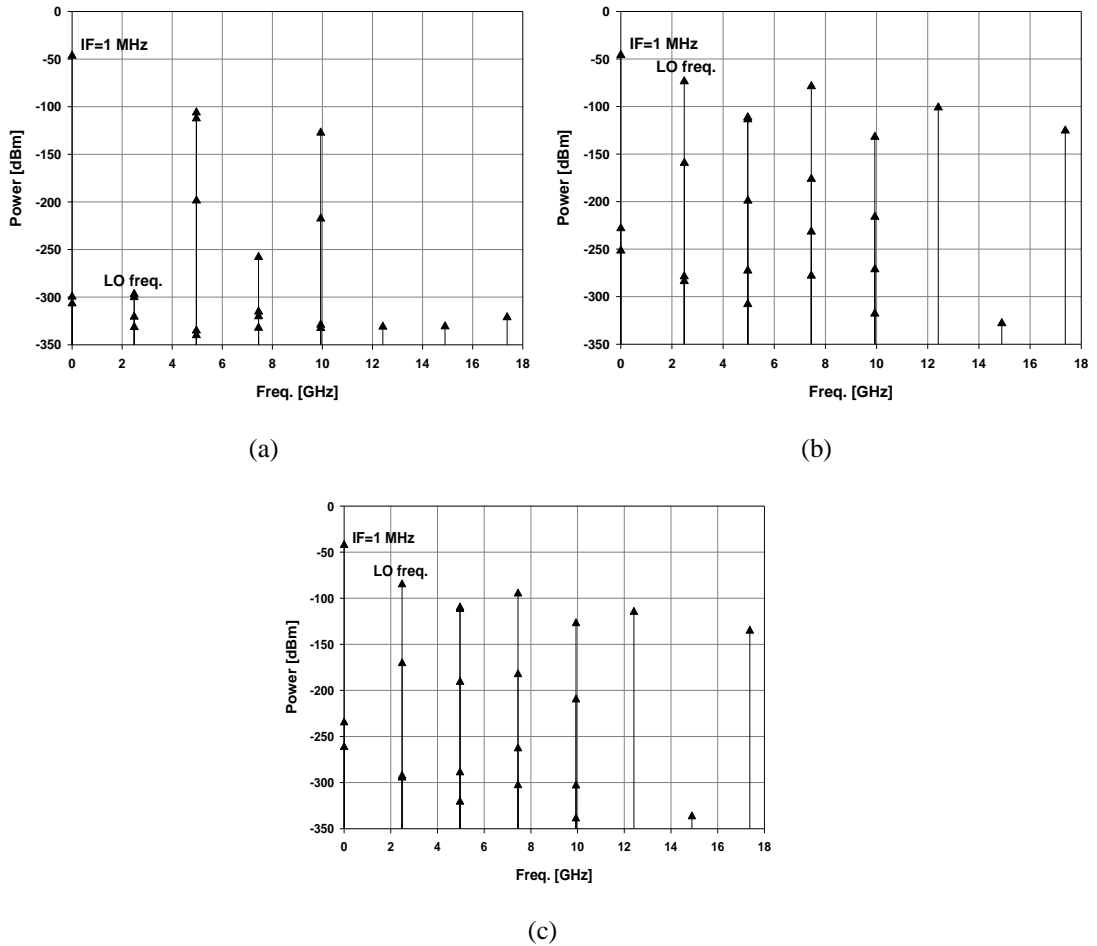 0
-50
-100
-150
-200
-250
-300
-350
Power [dBm]
IF=1 MHz
LO freq.
0 2 4 6 8 10 12 14 16 18
Freq. [GHz]
(a)
0
-50
-100
-150
-200
-250
-300
-350
Power [dBm]
IF=1 MHz
LO freq.
0 2 4 6 8 10 12 14 16 18
Freq. [GHz]
(b)
0
-50
-100
-150
-200
-250
-300
-350
Power [dBm]
IF=1 MHz
LO freq.
0 2 4 6 8 10 12 14 16 18
Freq. [GHz]
(c)